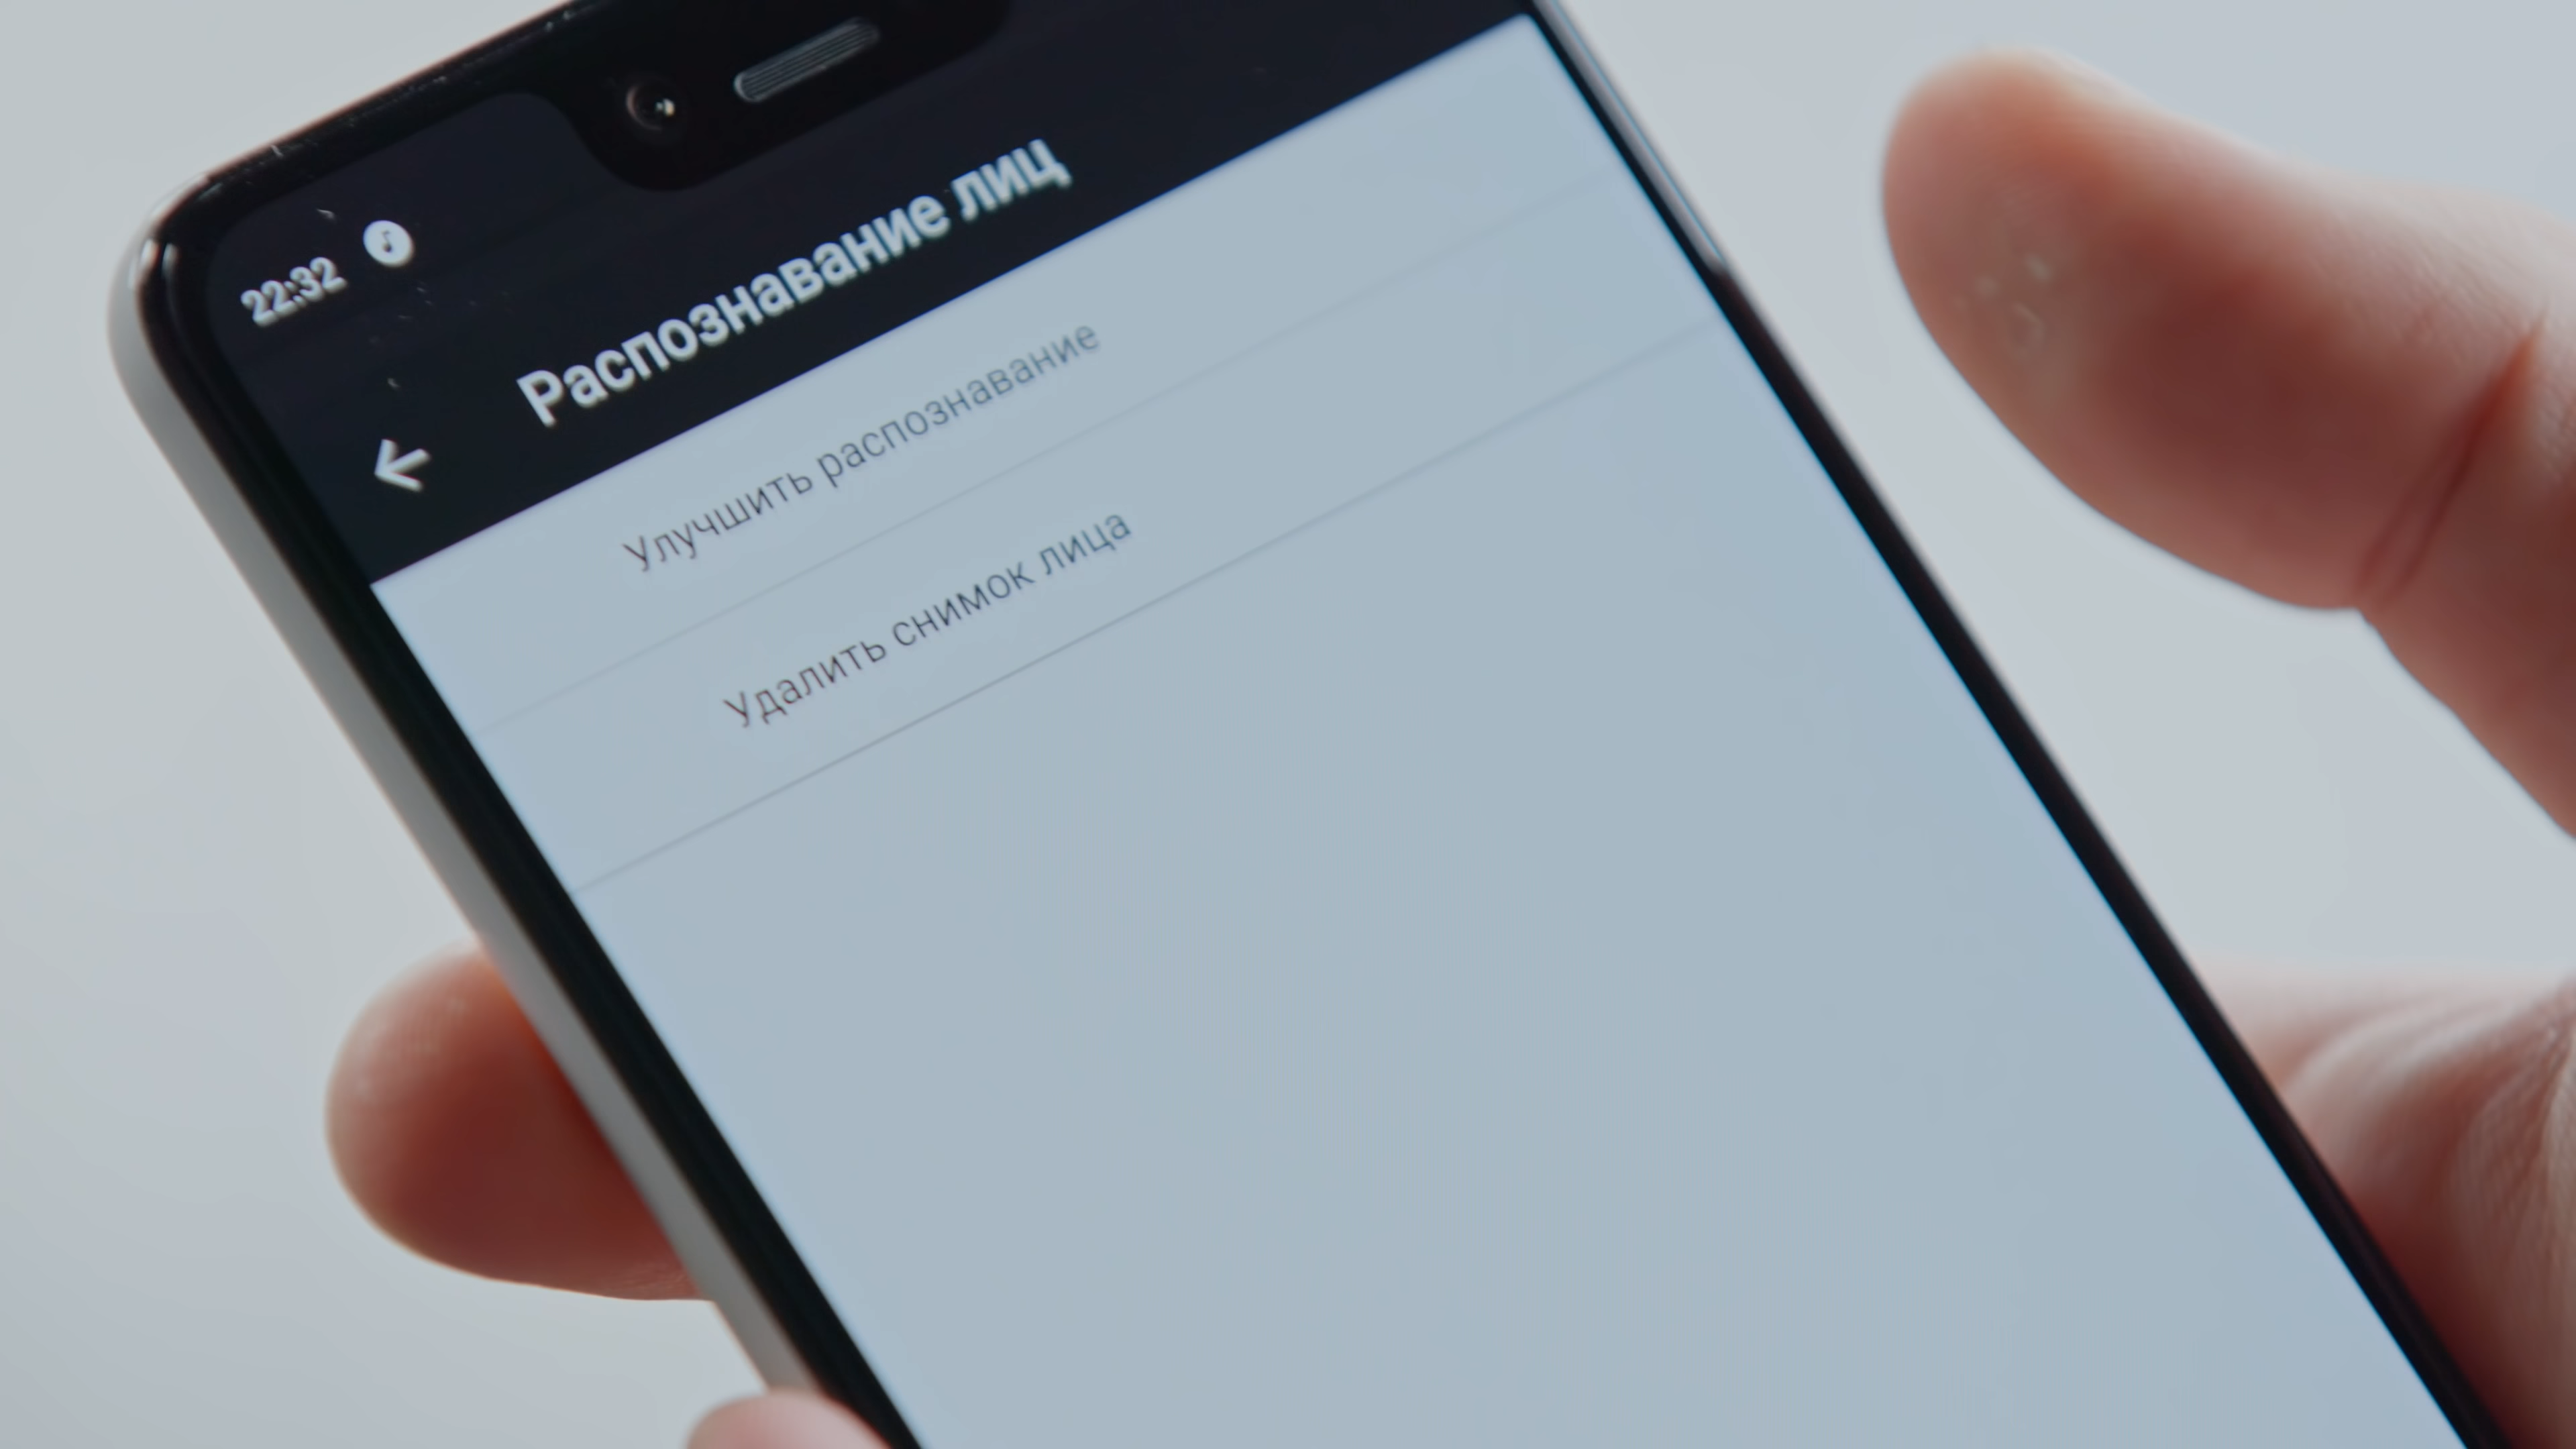 22:32
Распознавание лиц
Улучшить распознавание
Удалить снимок лица